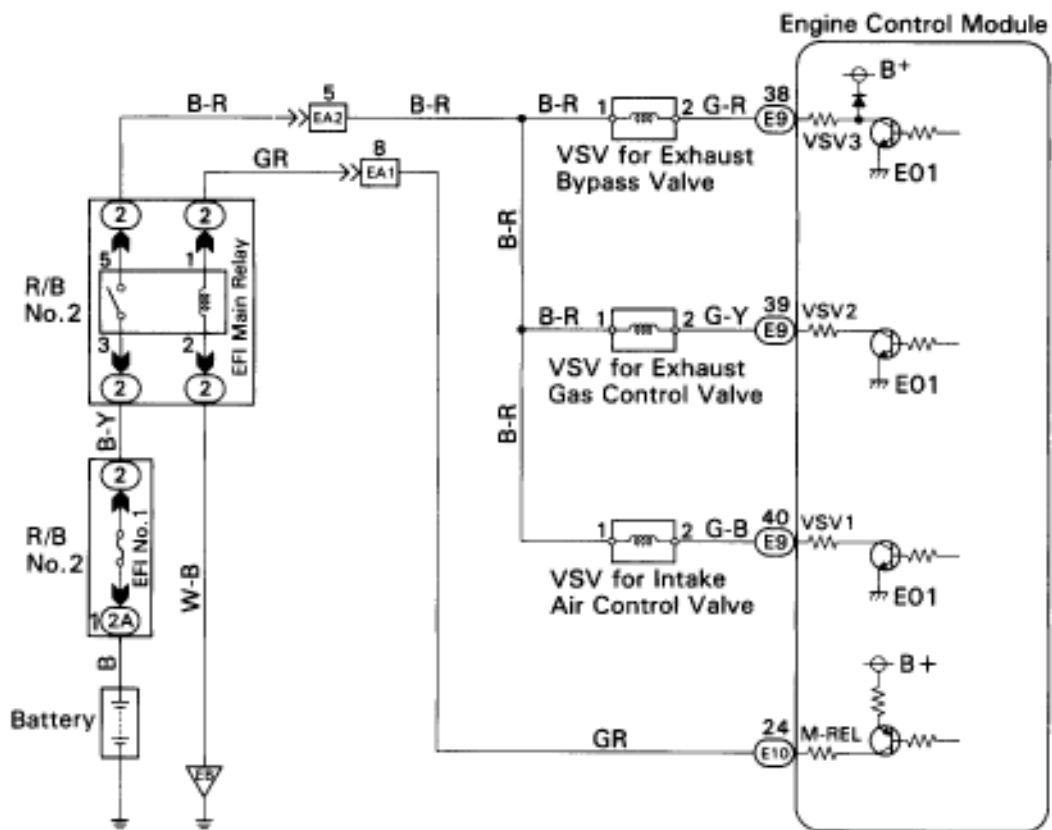 Engine Control Module
B+
B-R
5
EA2
B-R
B-R
1
2
G-R
38
E9
VSV3
E01
VSV for Exhaust
Bypass Valve
GR
8
EA1
2
2
5
1
R/B
No.2
EFI Main Relay
3
2
2
2
B-R
B-R
1
2
G-Y
39
E9
VSV2
E01
VSV for Exhaust
Gas Control Valve
B-Y
B-R
2
R/B
No.2
EFI No.1
1
2A
W-B
1
2
G-B
40
E9
VSV1
E01
VSV for Intake
Air Control Valve
B
Battery
EB
B+
GR
24
E10
M-REL